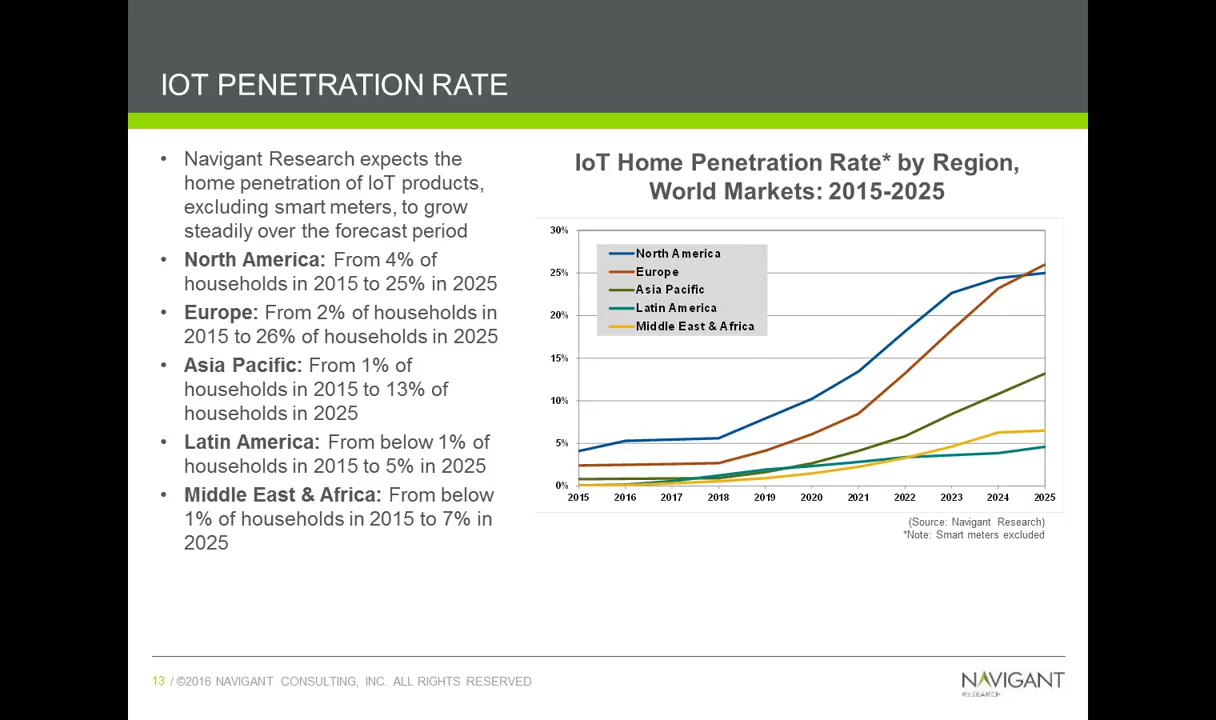 IOT PENETRATION RATE
• Navigant Research expects the
home penetration of IoT products,
excluding smart meters, to grow
steadily over the forecast period
• North America: From 4% of
households in 2015 to 25% in 2025
• Europe: From 2% of households in
2015 to 26% of households in 2025
• Asia Pacific: From 1% of
households in 2015 to 13% of
households in 2025
• Latin America: From below 1% of
households in 2015 to 5% in 2025
• Middle East & Africa: From below
1% of households in 2015 to 7% in
2025
IoT Home Penetration Rate* by Region,
World Markets: 2015-2025
30%
25%
20%
15%
10%
5%
0%
North America
Europe
Asia Pacific
Latin America
Middle East & Africa
2015 2016 2017 2018 2019 2020 2021 2022 2023 2024 2025
(Source: Navigant Research)
*Note: Smart meters excluded
13 / ©2016 NAVIGANT CONSULTING, INC. ALL RIGHTS RESERVED
NAVIGANT
RESEARCH